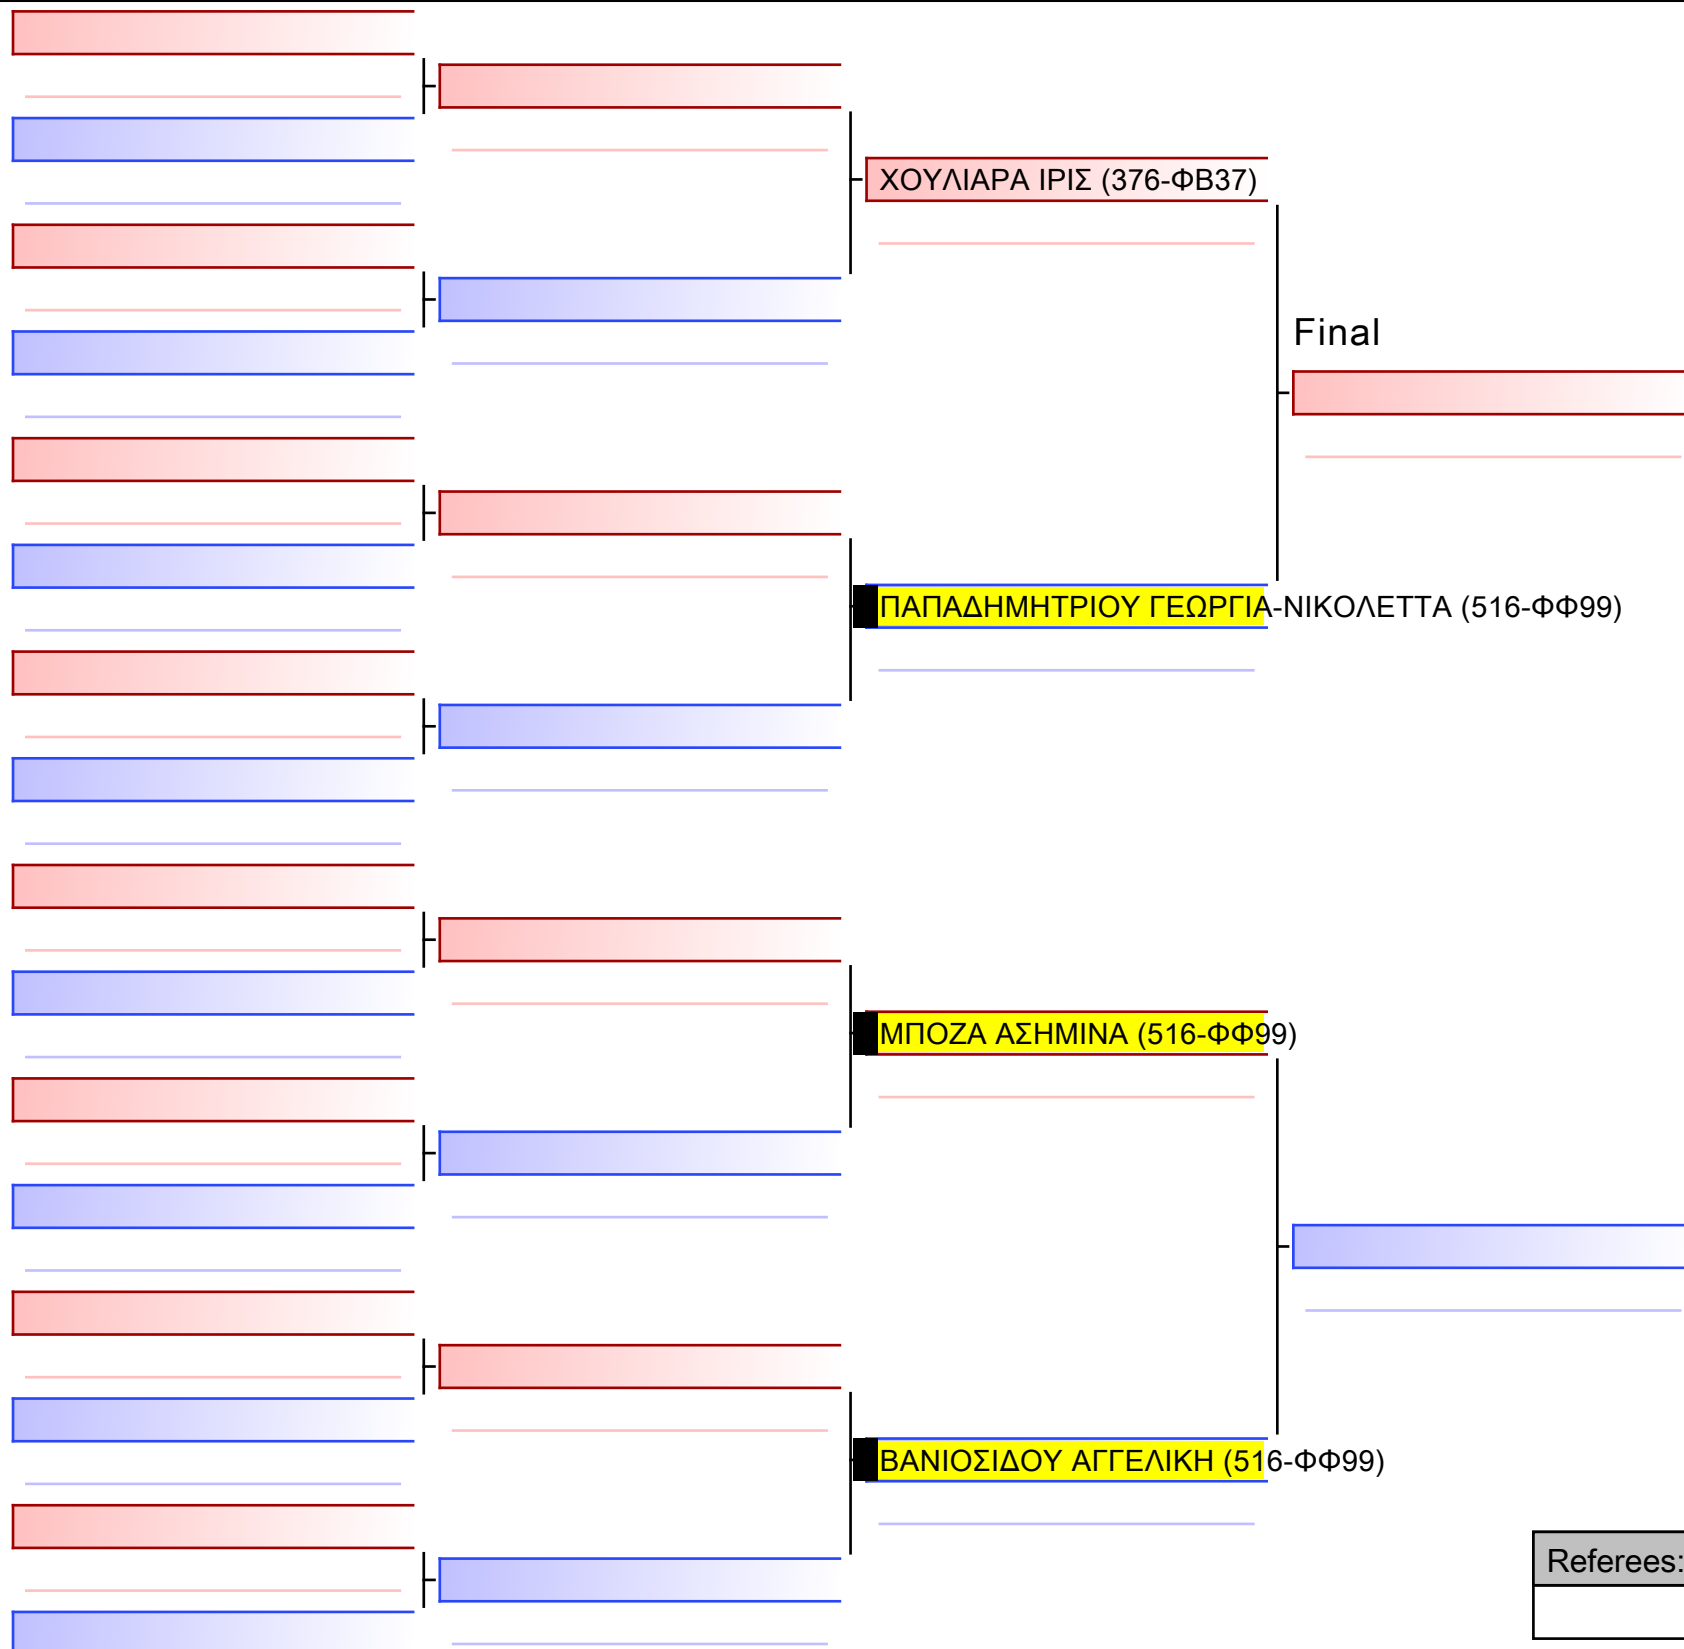 ΧΟΥΛΙΑΡΑ ΙΡΙΣ (376-ΦΒ37)
Final
ΠΑΠΑΔΗΜΗΤΡΙΟΥ ΓΕΩΡΓΙΑ-ΝΙΚΟΛΕΤΤΑ (516-ΦΦ99)
ΜΠΟΖΑ ΑΣΗΜΙΝΑ (516-ΦΦ99)
ΒΑΝΙΟΣΙΔΟΥ ΑΓΓΕΛΙΚΗ (516-ΦΦ99)
Referees: